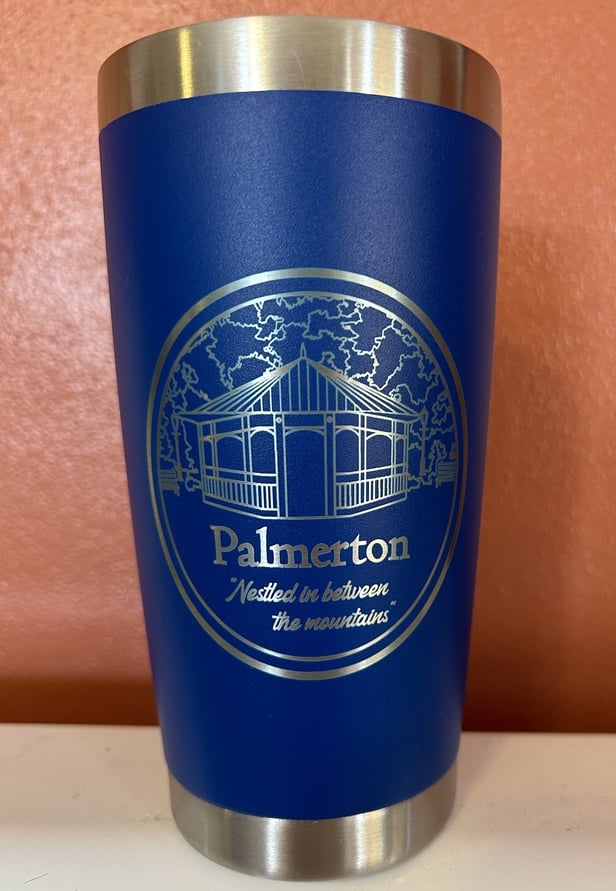 Palmerton
"Nestled in between
the mountains"